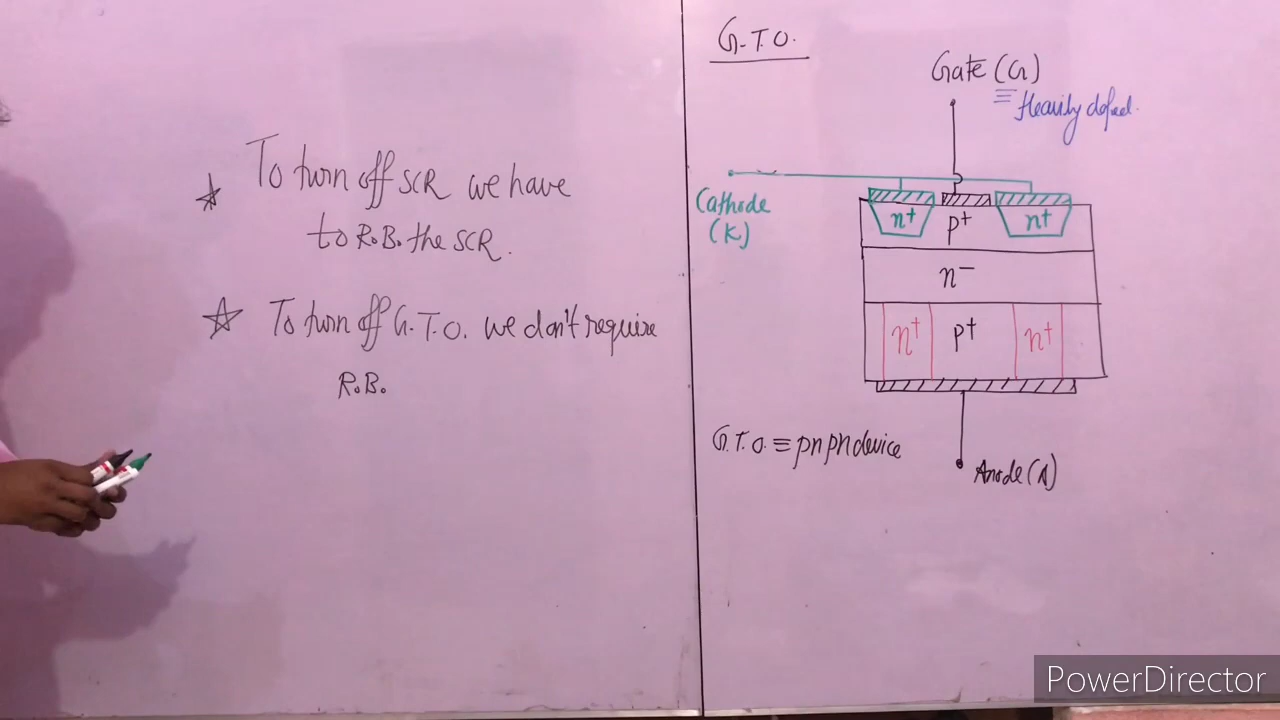 ★ To turn off SCR we have
to R.B. the SCR.
★ To turn off G.T.O. we don't require
R.B.
G.T.O.
Gate (G)
≡ Heavily doped.
Cathode
(K)
n+ p+ n+
n−
n+ p+ n+
G.T.O. ≡ pnpn device
Anode (A)
PowerDirector